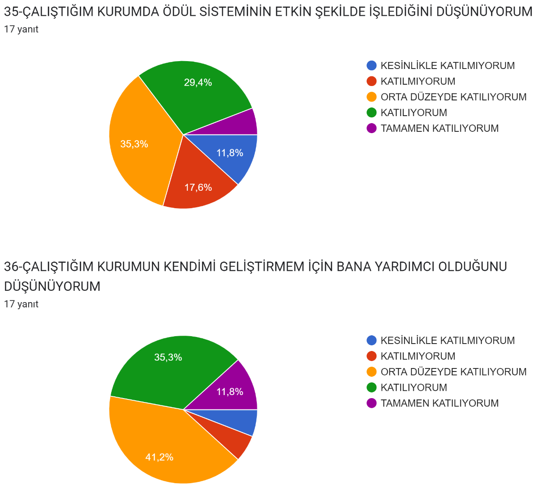 35-ÇALIŞTIĞIM KURUMDA ÖDÜL SİSTEMİNİN ETKİN ŞEKİLDE İŞLEDİĞİNİ DÜŞÜNÜYORUM
17 yanıt
KESİNLİKLE KATILMIYORUM
KATILMIYORUM
ORTA DÜZEYDE KATILIYORUM
KATILIYORUM
TAMAMEN KATILIYORUM
29,4%
35,3%
11,8%
17,6%
36-ÇALIŞTIĞIM KURUMUN KENDİMİ GELİŞTİRMEM İÇİN BANA YARDIMCI OLDUĞUNU
DÜŞÜNÜYORUM
17 yanıt
KESİNLİKLE KATILMIYORUM
KATILMIYORUM
ORTA DÜZEYDE KATILIYORUM
KATILIYORUM
TAMAMEN KATILIYORUM
35,3%
11,8%
41,2%